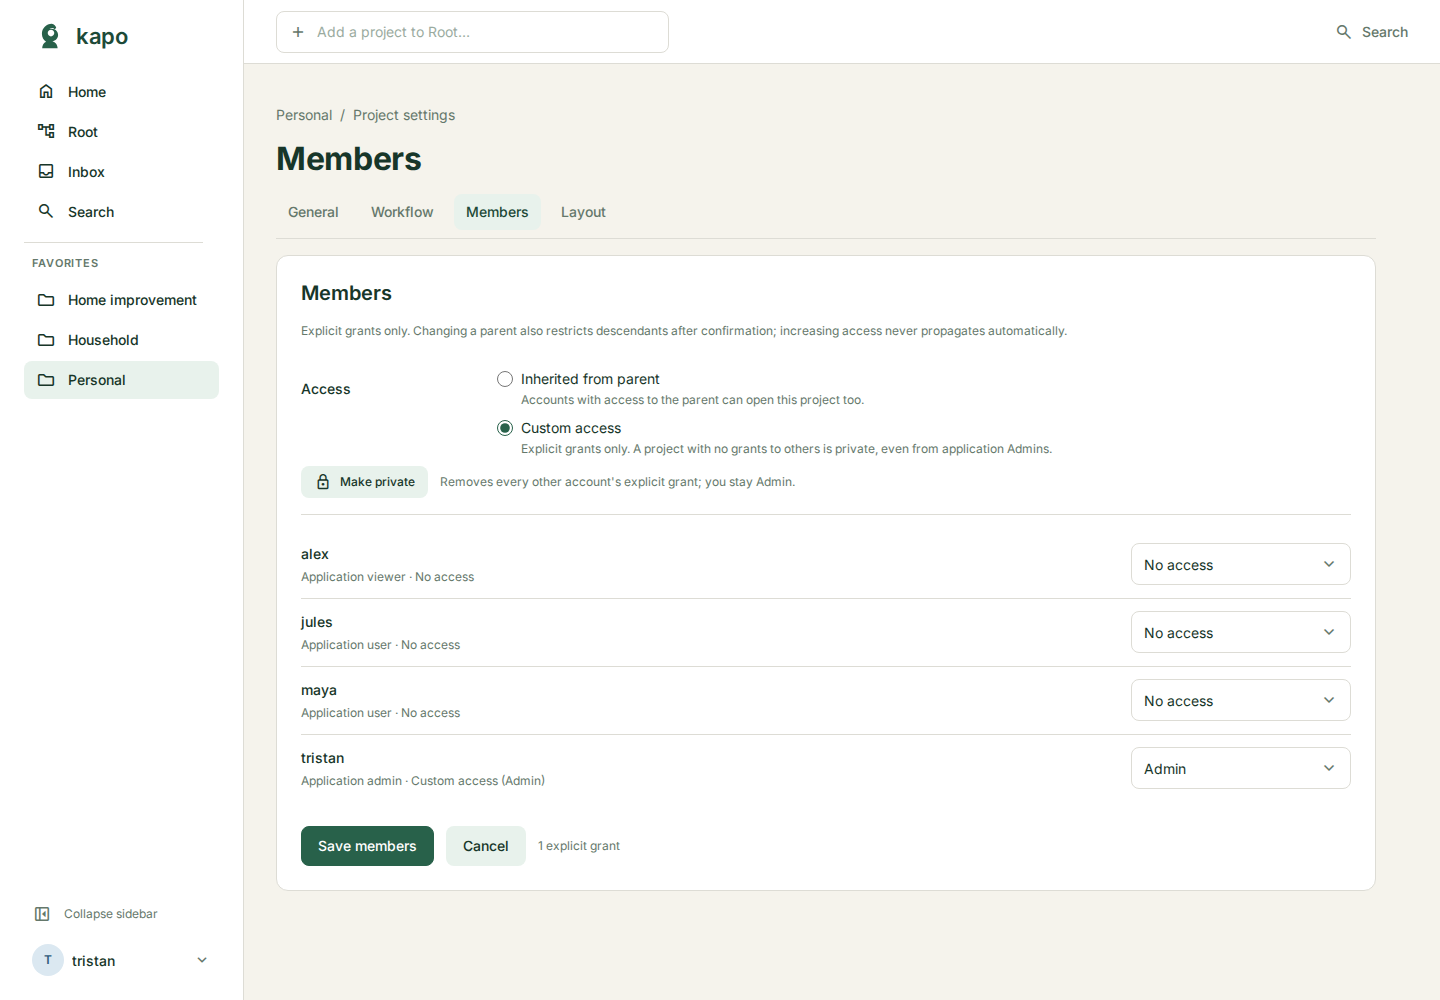 kapo
Add a project to Root...
Search
Home
Root
Inbox
Search
FAVORITES
Home improvement
Household
Personal
Personal / Project settings
Members
General Workflow Members Layout
Members
Explicit grants only. Changing a parent also restricts descendants after confirmation; increasing access never propagates automatically.
Access
Inherited from parent
Accounts with access to the parent can open this project too.
Custom access
Explicit grants only. A project with no grants to others is private, even from application Admins.
Make private Removes every other account's explicit grant; you stay Admin.
alex
Application viewer · No access
No access
jules
Application user · No access
No access
maya
Application user · No access
No access
tristan
Application admin · Custom access (Admin)
Admin
Save members Cancel 1 explicit grant
Collapse sidebar
T tristan